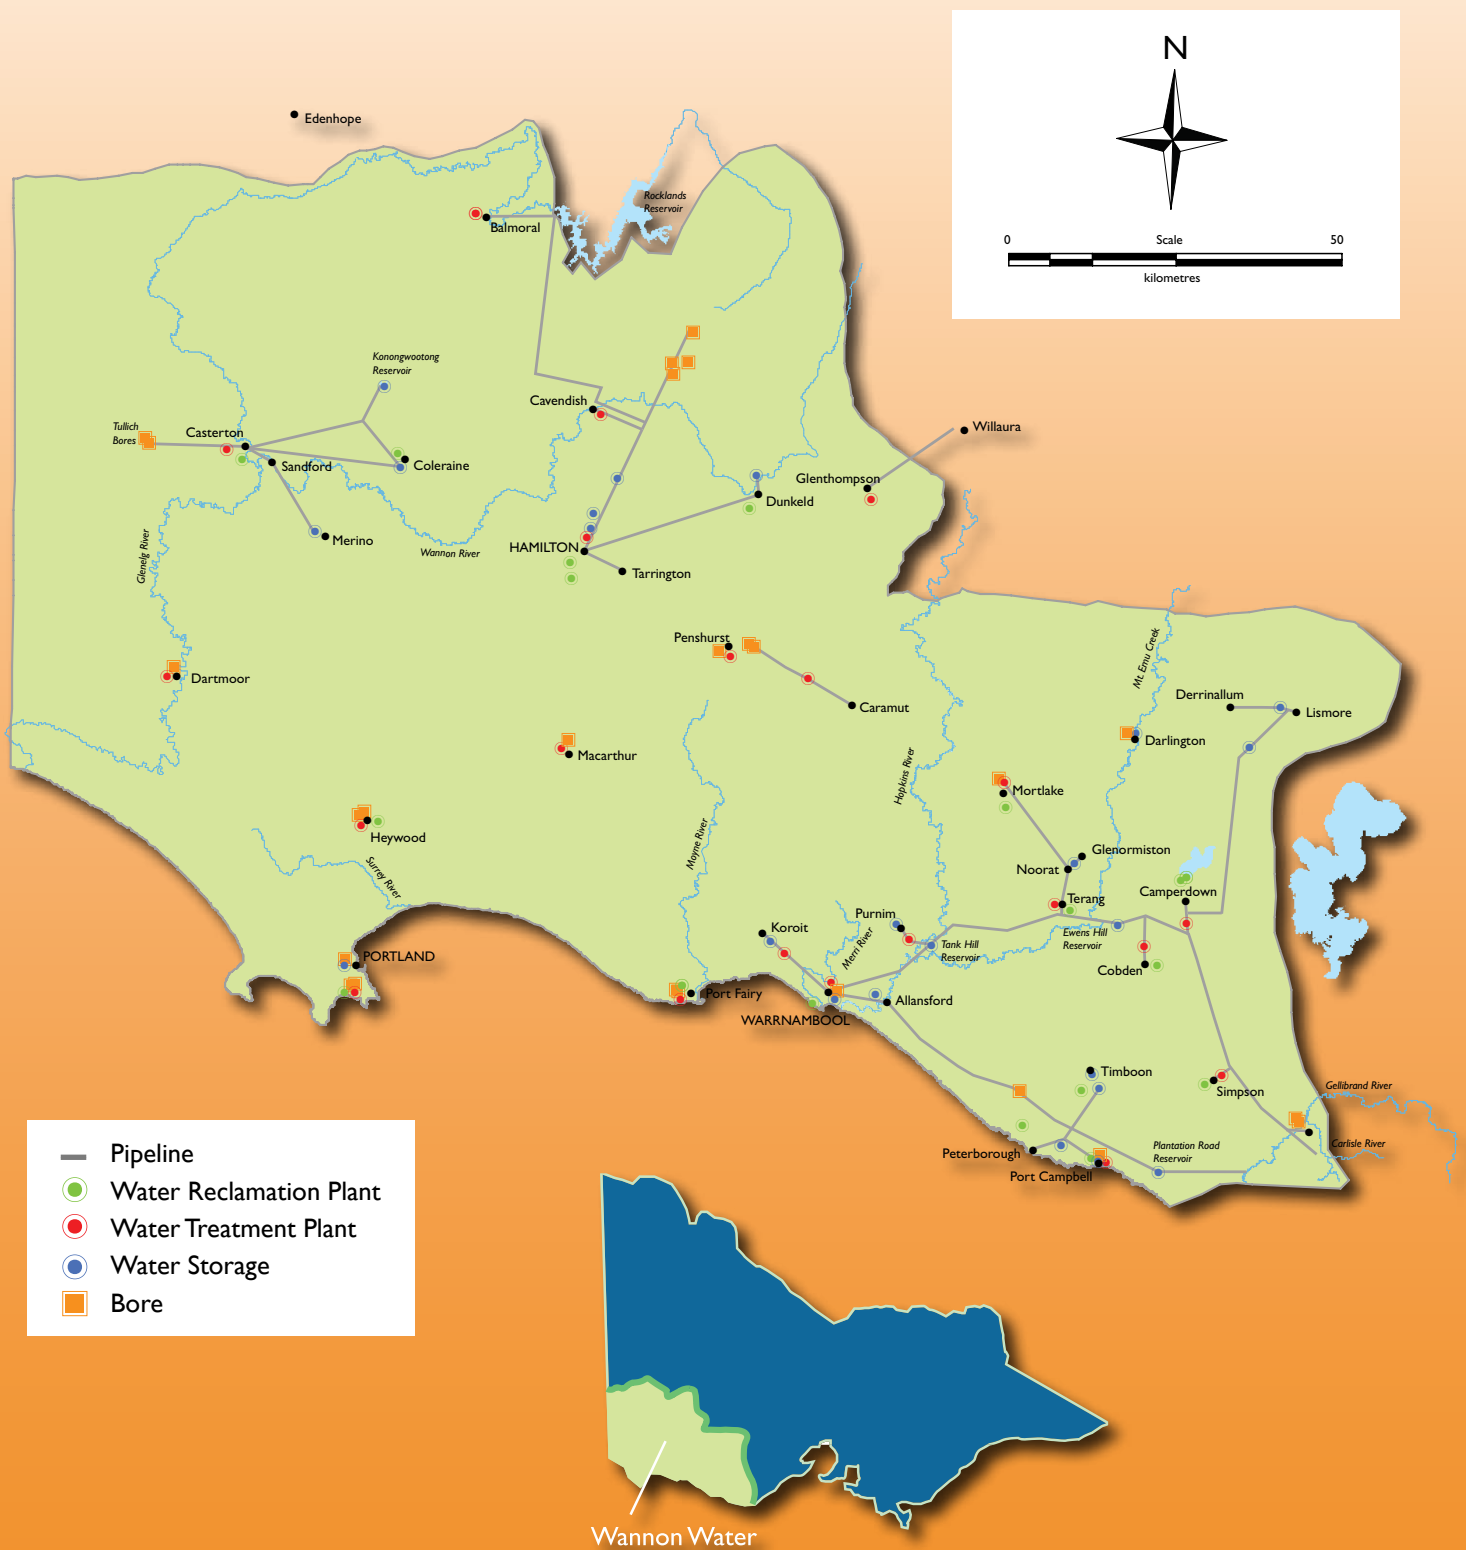 N
0
Scale
50
kilometres
Edenhope
Rocklands
Reservoir
Balmoral
Konongwootong
Reservoir
Cavendish
Tullich
Bores
Casterton
Sandford
Coleraine
Willaura
Glenthompson
Dunkeld
Merino
Wannon River
HAMILTON
Tarrington
Glenelg River
Penshurst
Dartmoor
Caramut
Mt Emu Creek
Derrinallum
Lismore
Darlington
Macarthur
Hopkins River
Mortlake
Heywood
Surrey River
Moyne River
Glenormiston
Noorat
Camperdown
Terang
Purnim
Koroit
Merri River
Tank Hill
Reservoir
Ewens Hill
Reservoir
Cobden
PORTLAND
Port Fairy
Allansford
WARRNAMBOOL
Timboon
Simpson
Gellibrand River
Carlisle River
Peterborough
Port Campbell
Plantation Road
Reservoir
Pipeline
Water Reclamation Plant
Water Treatment Plant
Water Storage
Bore
Wannon Water